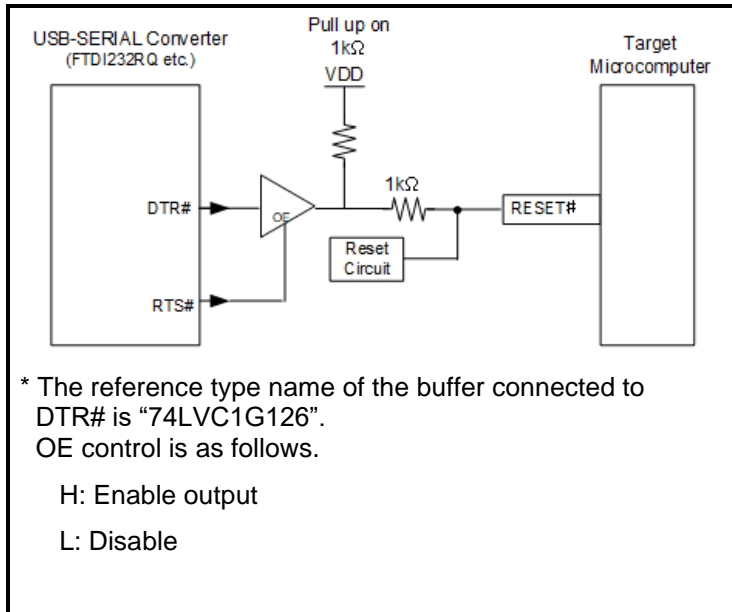 USB-SERIAL Converter
(FTDI232RQ etc.)
Pull up on
1kΩ
VDD
Target
Microcomputer
DTR#
OE
1kΩ
RESET#
Reset
Circuit
RTS#
* The reference type name of the buffer connected to
DTR# is “74LVC1G126”.
OE control is as follows.
H: Enable output
L: Disable